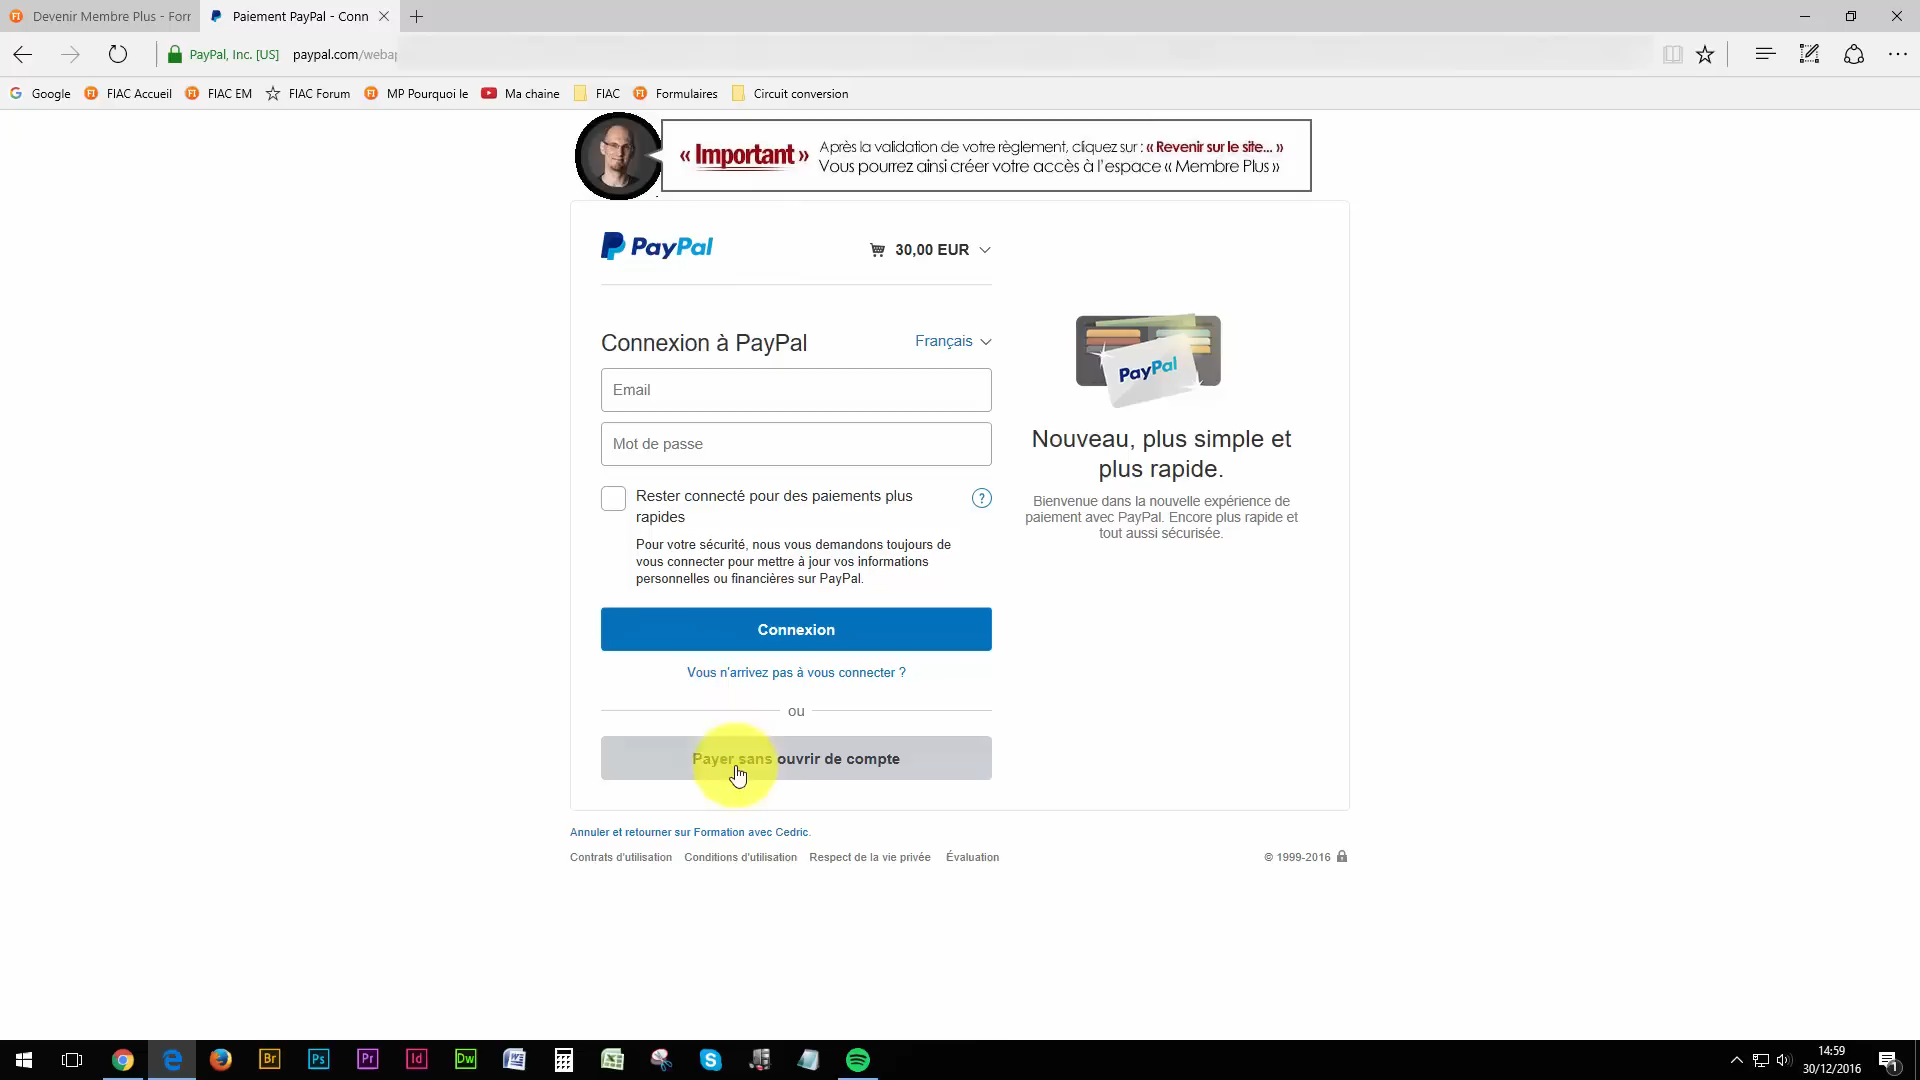 Devenir Membre Plus - Forr
Paiement PayPal - Conn
PayPal, Inc. [US]
paypal.com/webap
Google
FIAC Accueil
FIAC EM
FIAC Forum
MP Pourquoi le
Ma chaine
FIAC
Formulaires
Circuit conversion
« Important »
Après la validation de votre règlement, cliquez sur : « Revenir sur le site... »
Vous pourrez ainsi créer votre accès à l'espace « Membre Plus »
PayPal
30,00 EUR
Connexion à PayPal
Français
Email
Mot de passe
Rester connecté pour des paiements plus
rapides
?
Pour votre sécurité, nous vous demandons toujours de
vous connecter pour mettre à jour vos informations
personnelles ou financières sur PayPal.
Connexion
Vous n'arrivez pas à vous connecter ?
ou
Payer sans ouvrir de compte
PayPal
Nouveau, plus simple et
plus rapide.
Bienvenue dans la nouvelle expérience de
paiement avec PayPal. Encore plus rapide et
tout aussi sécurisée.
Annuler et retourner sur Formation avec Cedric.
Contrats d'utilisation
Conditions d'utilisation
Respect de la vie privée
Évaluation
© 1999-2016
Br
Ps
Pr
Id
Dw
14:59
30/12/2016
1